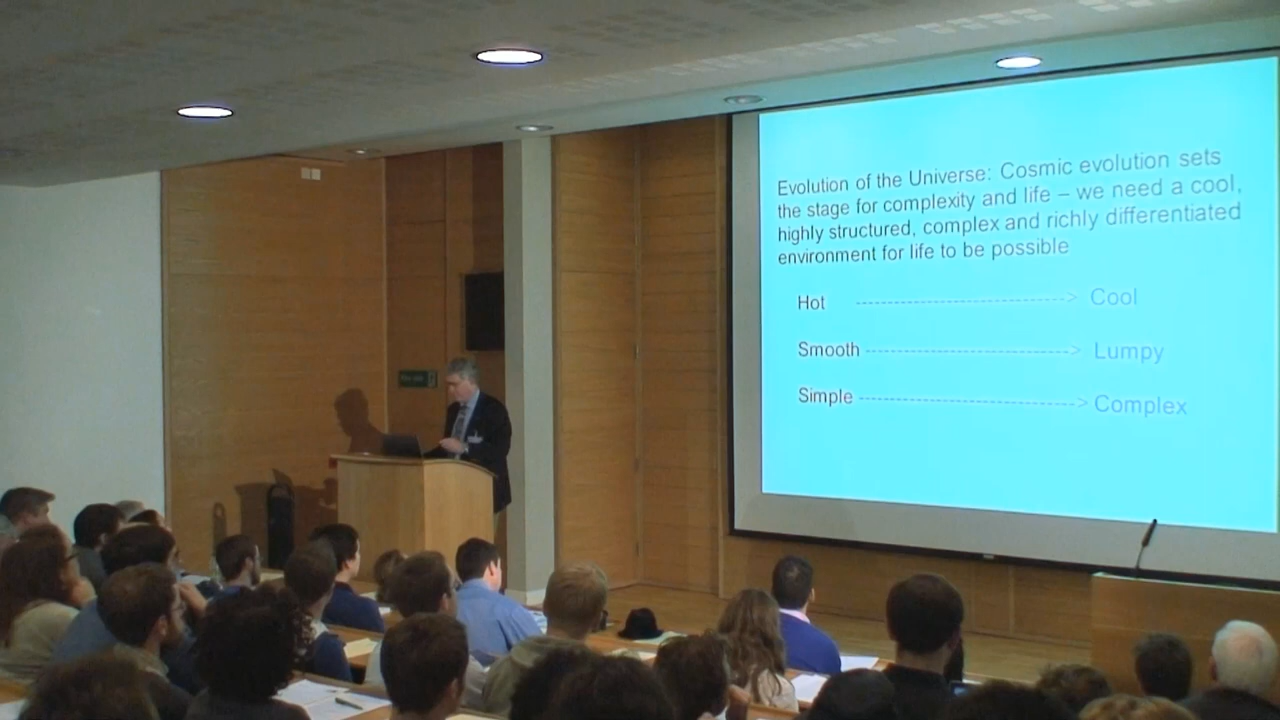 Evolution of the Universe: Cosmic evolution sets
the stage for complexity and life – we need a cool,
highly structured, complex and richly differentiated
environment for life to be possible
Hot ----------------------------------> Cool
Smooth ---------------------------------> Lumpy
Simple ------------------------------------> Complex